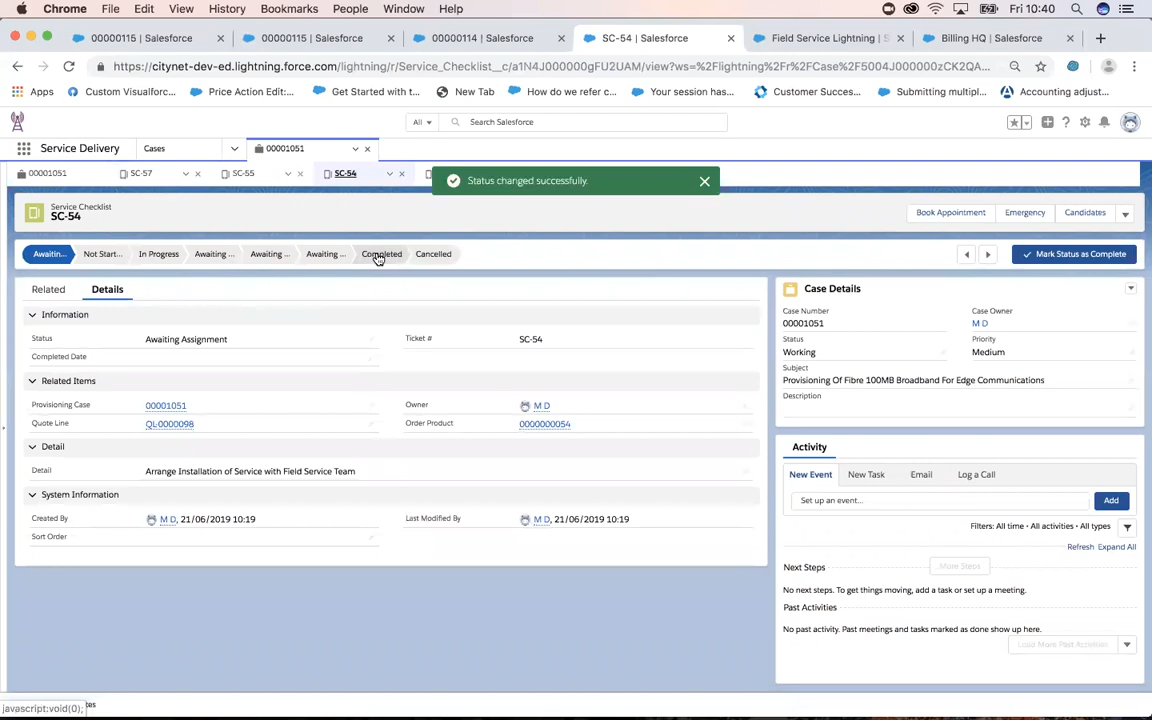 Chrome File Edit View History Bookmarks People Window Help Fri 10:40
00000115 | Salesforce 00000115 | Salesforce 00000114 | Salesforce SC-54 | Salesforce Field Service Lightning | S Billing HQ | Salesforce
https://citynet-dev-ed.lightning.force.com/lightning/r/Service_Checklist__c/a1N4J000000gFU2UAM/view?ws=%2Flightning%2Fr%2FCase%2F5004J000000zCK2QA...
Apps Custom Visualforc... Price Action Edit:... Get Started with t... New Tab How do we refer c... Your session has... Customer Succes... Submitting multipl... Accounting adjust...
All Search Salesforce
Service Delivery Cases 00001051
00001051 SC-57 SC-55 SC-54
Status changed successfully.
Service Checklist
SC-54
Book Appointment Emergency Candidates
Awaitin... Not Start... In Progress Awaiting ... Awaiting ... Awaiting ... Completed Cancelled Mark Status as Complete
Related Details
Information
Status Awaiting Assignment Ticket # SC-54
Completed Date
Related Items
Provisioning Case 00001051 Owner M D
Quote Line QL-0000098 Order Product 0000000054
Detail
Detail Arrange Installation of Service with Field Service Team
System Information
Created By M D, 21/06/2019 10:19 Last Modified By M D, 21/06/2019 10:19
Sort Order
Case Details
Case Number Case Owner
00001051 M D
Status Priority
Working Medium
Subject
Provisioning Of Fibre 100MB Broadband For Edge Communications
Description
Activity
New Event New Task Email Log a Call
Set up an event... Add
Filters: All time • All activities • All types
Refresh Expand All
Next Steps More Steps
No next steps. To get things moving, add a task or set up a meeting.
Past Activities
No past activity. Past meetings and tasks marked as done show up here.
Load More Past Activities
javascript:void(0);